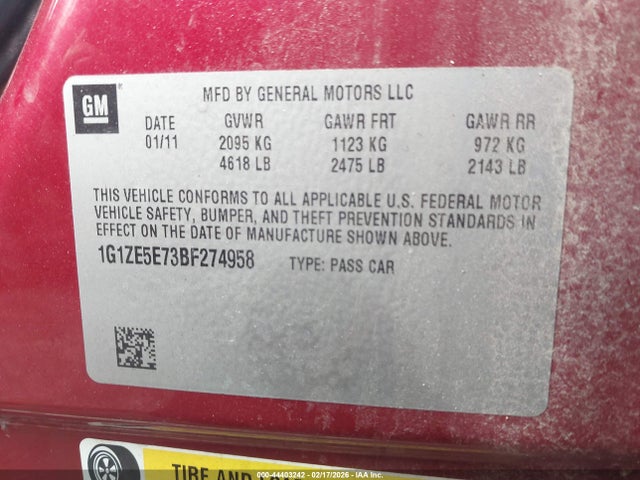 GM
MFD BY GENERAL MOTORS LLC
DATE GVWR GAWR FRT GAWR RR
01/11 2095 KG 1123 KG 972 KG
4618 LB 2475 LB 2143 LB
THIS VEHICLE CONFORMS TO ALL APPLICABLE U.S. FEDERAL MOTOR
VEHICLE SAFETY, BUMPER, AND THEFT PREVENTION STANDARDS IN
EFFECT ON THE DATE OF MANUFACTURE SHOWN ABOVE.
1G1ZE5E73BF274958 TYPE: PASS CAR
TIRE AND
© IAA - 000-44403242 - 02/17/2026 - COPART